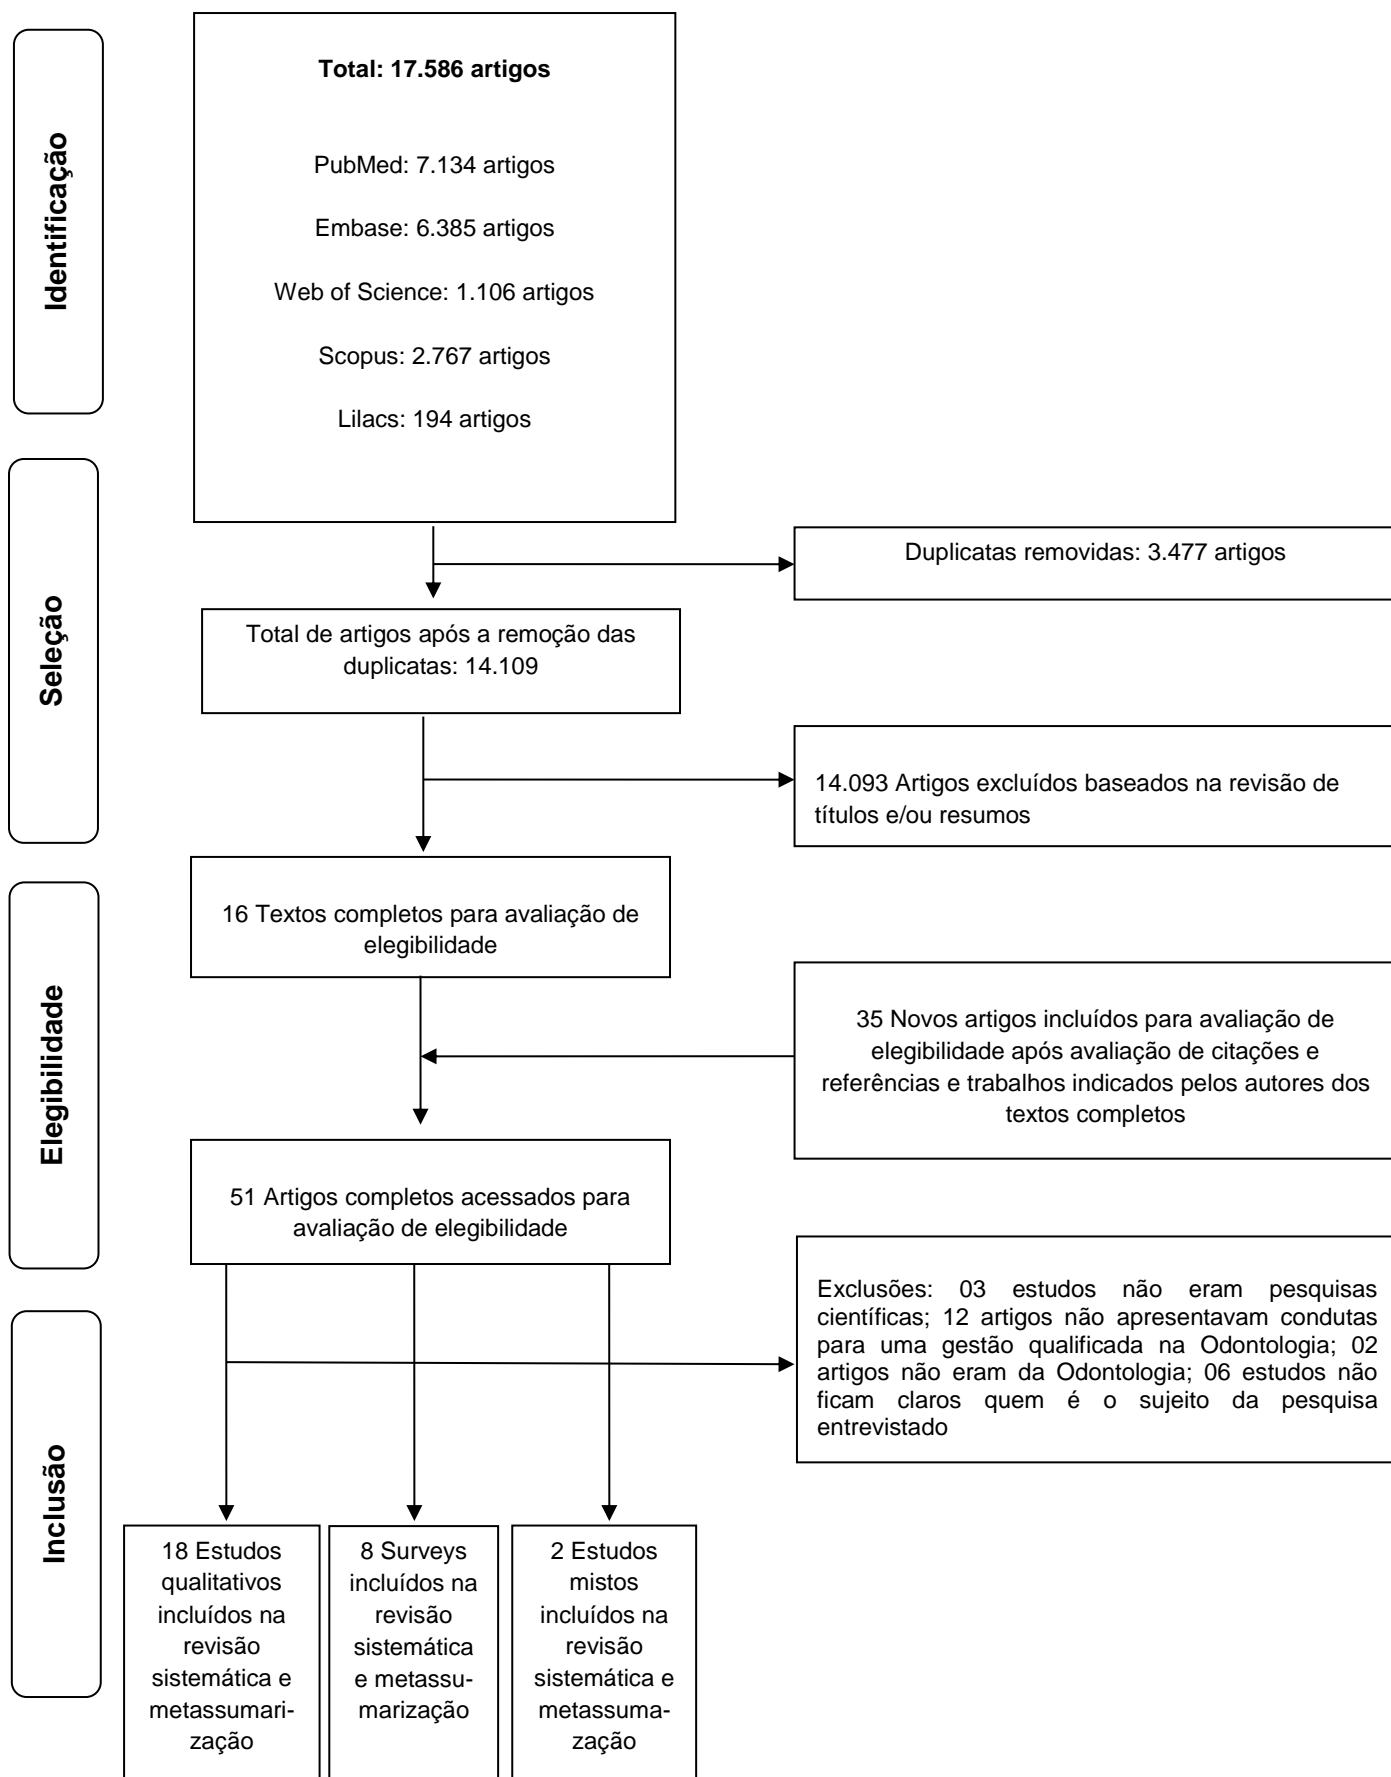 Identificação
Total: 17.586 artigos
PubMed: 7.134 artigos
Embase: 6.385 artigos
Web of Science: 1.106 artigos
Scopus: 2.767 artigos
Lilacs: 194 artigos
Seleção
Duplicatas removidas: 3.477 artigos
Total de artigos após a remoção das
duplicatas: 14.109
14.093 Artigos excluídos baseados na revisão de
títulos e/ou resumos
Elegibilidade
16 Textos completos para avaliação de
elegibilidade
35 Novos artigos incluídos para avaliação de
elegibilidade após avaliação de citações e
referências e trabalhos indicados pelos autores dos
textos completos
51 Artigos completos acessados para
avaliação de elegibilidade
Exclusões: 03 estudos não eram pesquisas
científicas; 12 artigos não apresentavam condutas
para uma gestão qualificada na Odontologia; 02
artigos não eram da Odontologia; 06 estudos não
ficam claros quem é o sujeito da pesquisa
entrevistado
Inclusão
18 Estudos
qualitativos
incluídos na
revisão
sistemática e
metassumari-
zação
8 Surveys
incluídos na
revisão
sistemática
e metassu-
marização
2 Estudos
mistos
incluídos na
revisão
sistemática e
metassuma-
zação